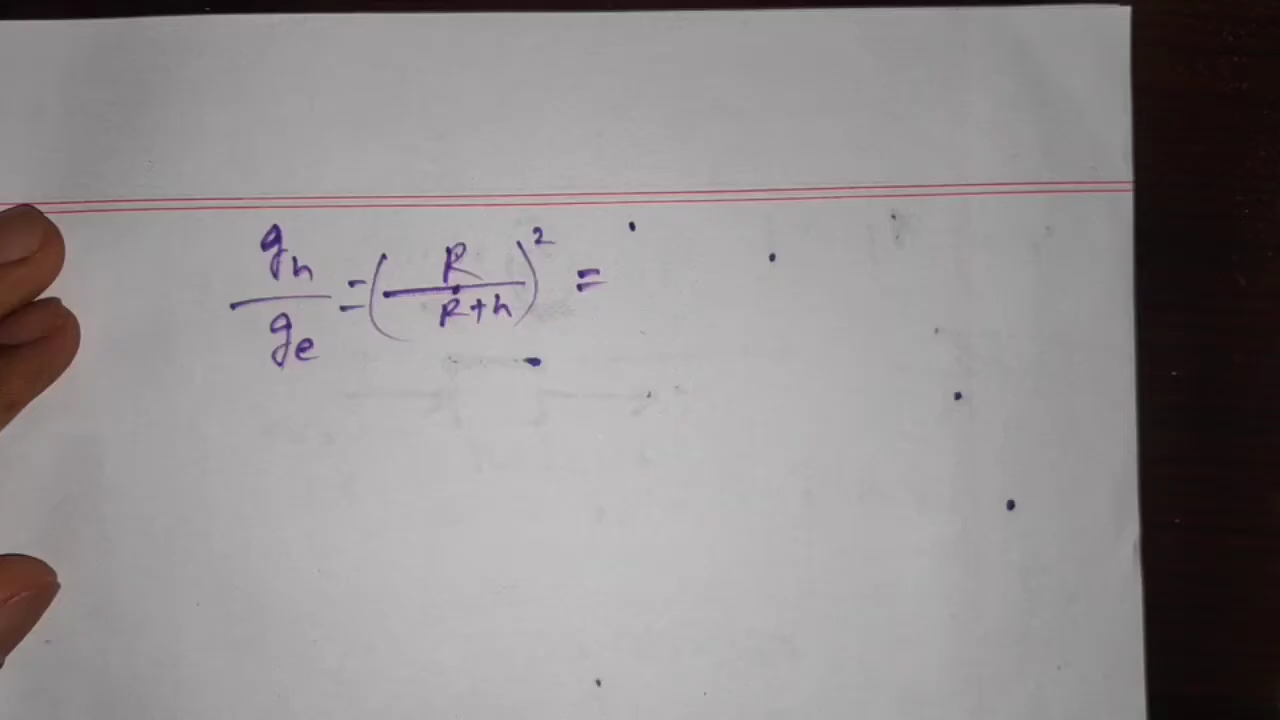 g_h / g_e = (R / R+h)² =